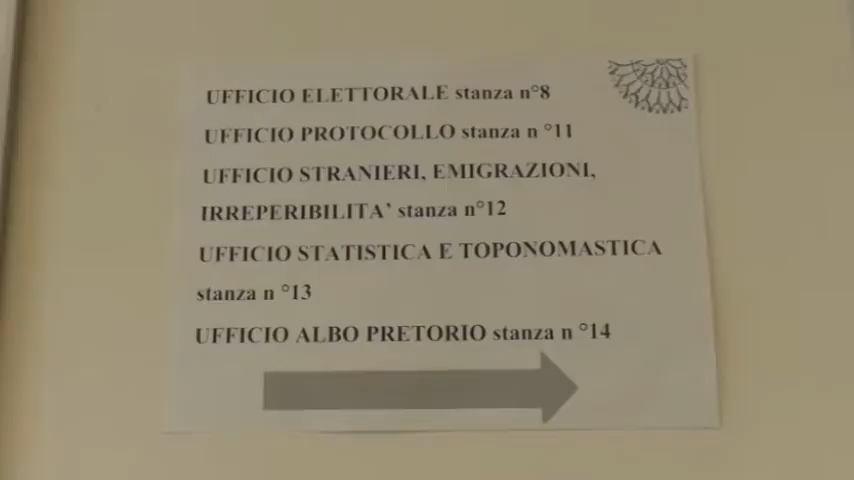 UFFICIO ELETTORALE stanza n°8
UFFICIO PROTOCOLLO stanza n °11
UFFICIO STRANIERI, EMIGRAZIONI,
IRREPERIBILITA’ stanza n°12
UFFICIO STATISTICA E TOPONOMASTICA
stanza n °13
UFFICIO ALBO PRETORIO stanza n °14